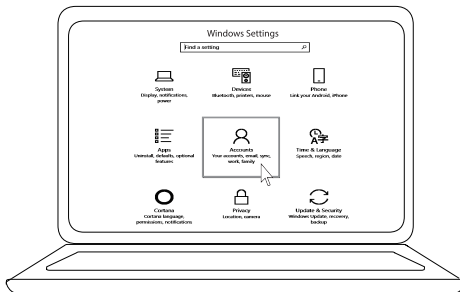 Windows Settings
Find a setting
System
Display, notifications,
power
Devices
Bluetooth, printers, mouse
Phone
Link your Android, iPhone
Apps
Uninstall, defaults, optional
features
Accounts
Your accounts, email, sync,
work, family
Time & Language
Speech, region, date
Cortana
Cortana language,
permissions, notifications
Privacy
Location, camera
Update & Security
Windows Update, recovery,
backup